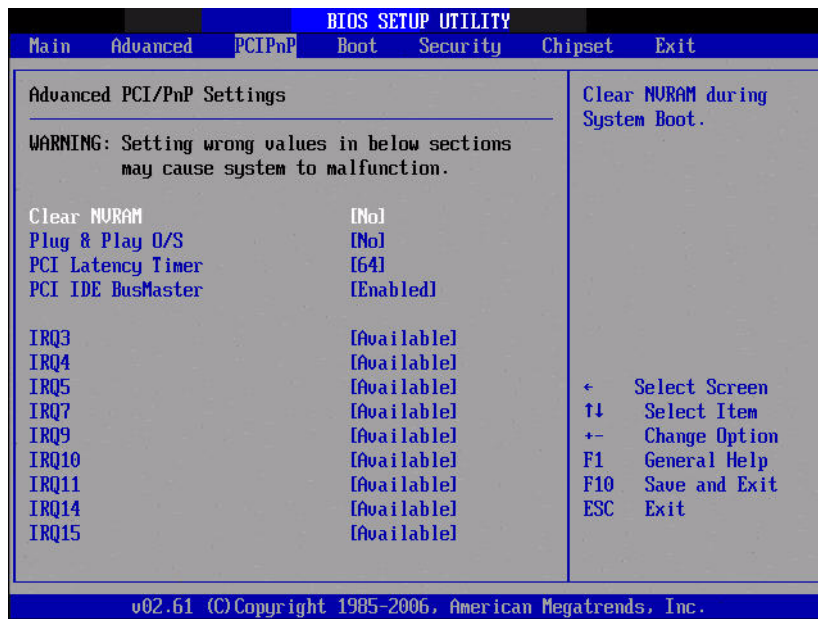 BIOS SETUP UTILITY
Main Advanced PCIPnP Boot Security Chipset Exit
Advanced PCI/PnP Settings
WARNING: Setting wrong values in below sections
may cause system to malfunction.
Clear NVRAM [No]
Plug & Play O/S [No]
PCI Latency Timer [64]
PCI IDE BusMaster [Enabled]
IRQ3 [Available]
IRQ4 [Available]
IRQ5 [Available]
IRQ7 [Available]
IRQ9 [Available]
IRQ10 [Available]
IRQ11 [Available]
IRQ14 [Available]
IRQ15 [Available]
Clear NVRAM during
System Boot.
← Select Screen
↑↓ Select Item
+- Change Option
F1 General Help
F10 Save and Exit
ESC Exit
v02.61 (C)Copyright 1985-2006, American Megatrends, Inc.